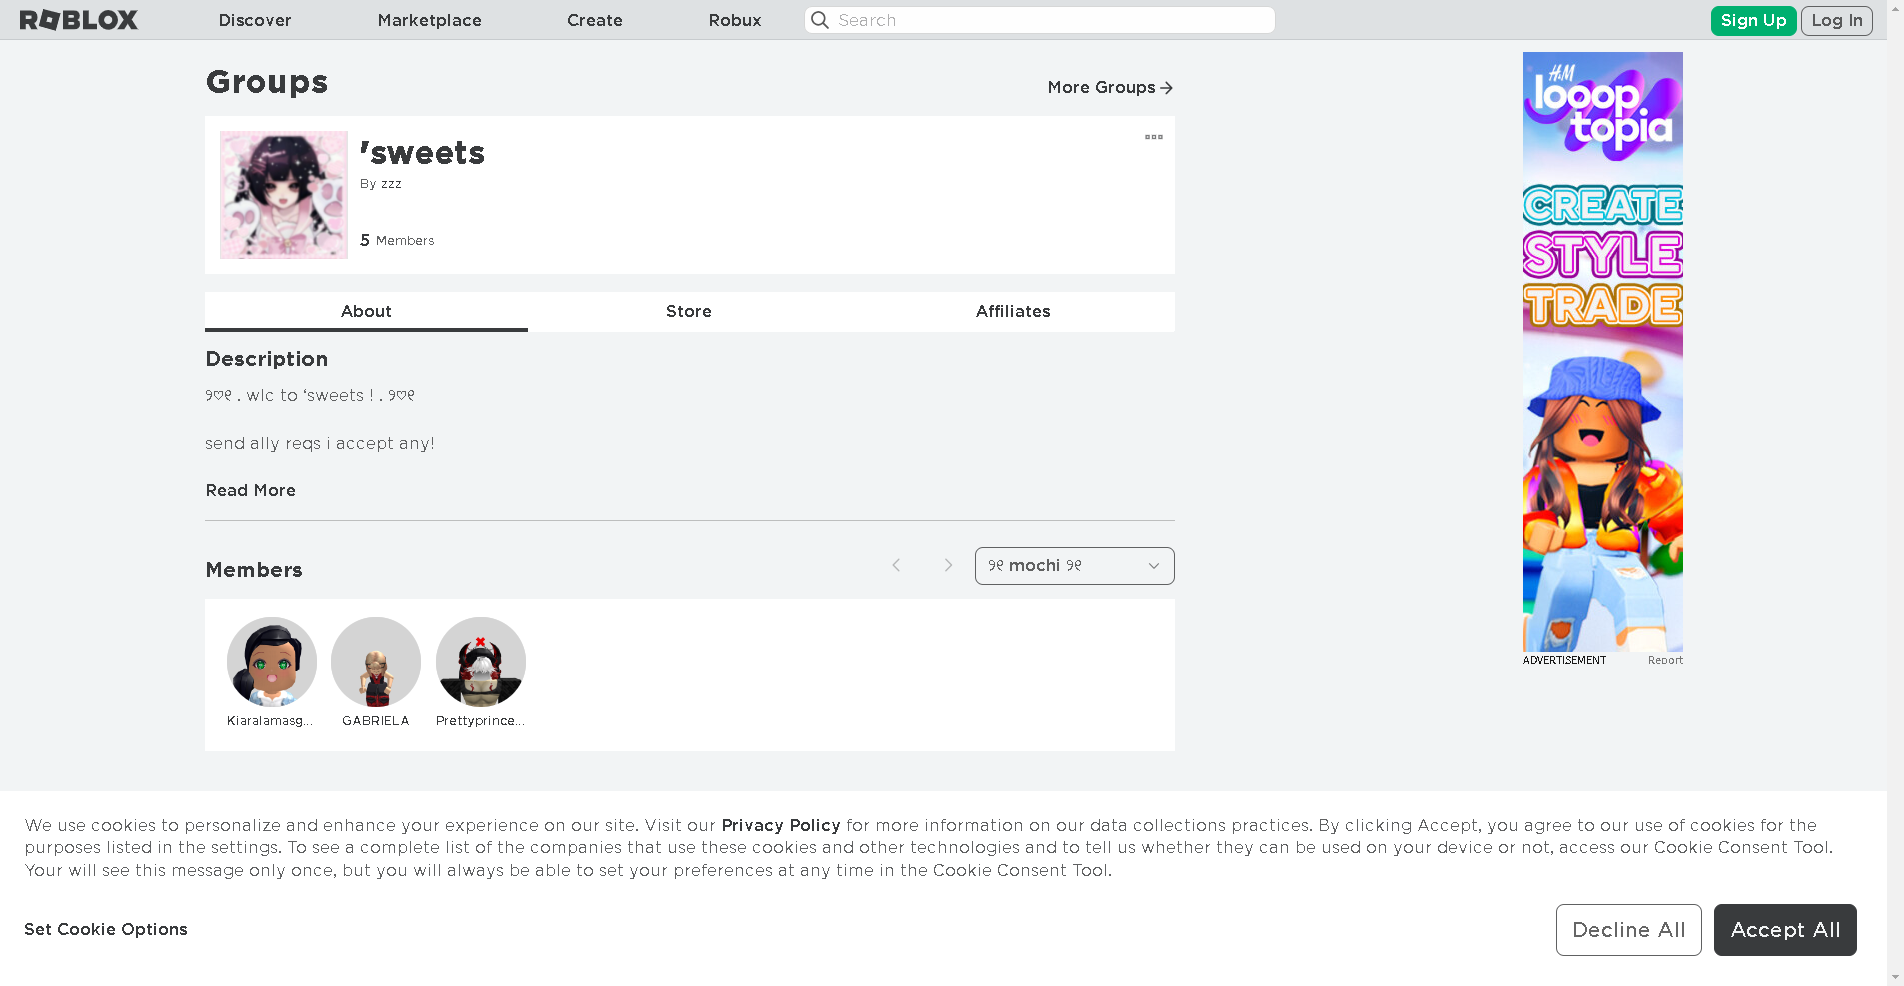 ROBLOX
Discover
Marketplace
Create
Robux
Search
Sign Up
Log In
Groups
More Groups
'sweets
By zzz
5 Members
About
Store
Affiliates
Description
୨♡୧ . wlc to ‘sweets ! . ୨♡୧
send ally reqs i accept any!
Read More
Members
୨୧ mochi ୨୧
Kiaralamasg...
GABRIELA
Prettyprince...
H&M
looop
topia
CREATE
STYLE
TRADE
ADVERTISEMENT
Report
We use cookies to personalize and enhance your experience on our site. Visit our Privacy Policy for more information on our data collections practices. By clicking Accept, you agree to our use of cookies for the
purposes listed in the settings. To see a complete list of the companies that use these cookies and other technologies and to tell us whether they can be used on your device or not, access our Cookie Consent Tool.
Your will see this message only once, but you will always be able to set your preferences at any time in the Cookie Consent Tool.
Set Cookie Options
Decline All
Accept All